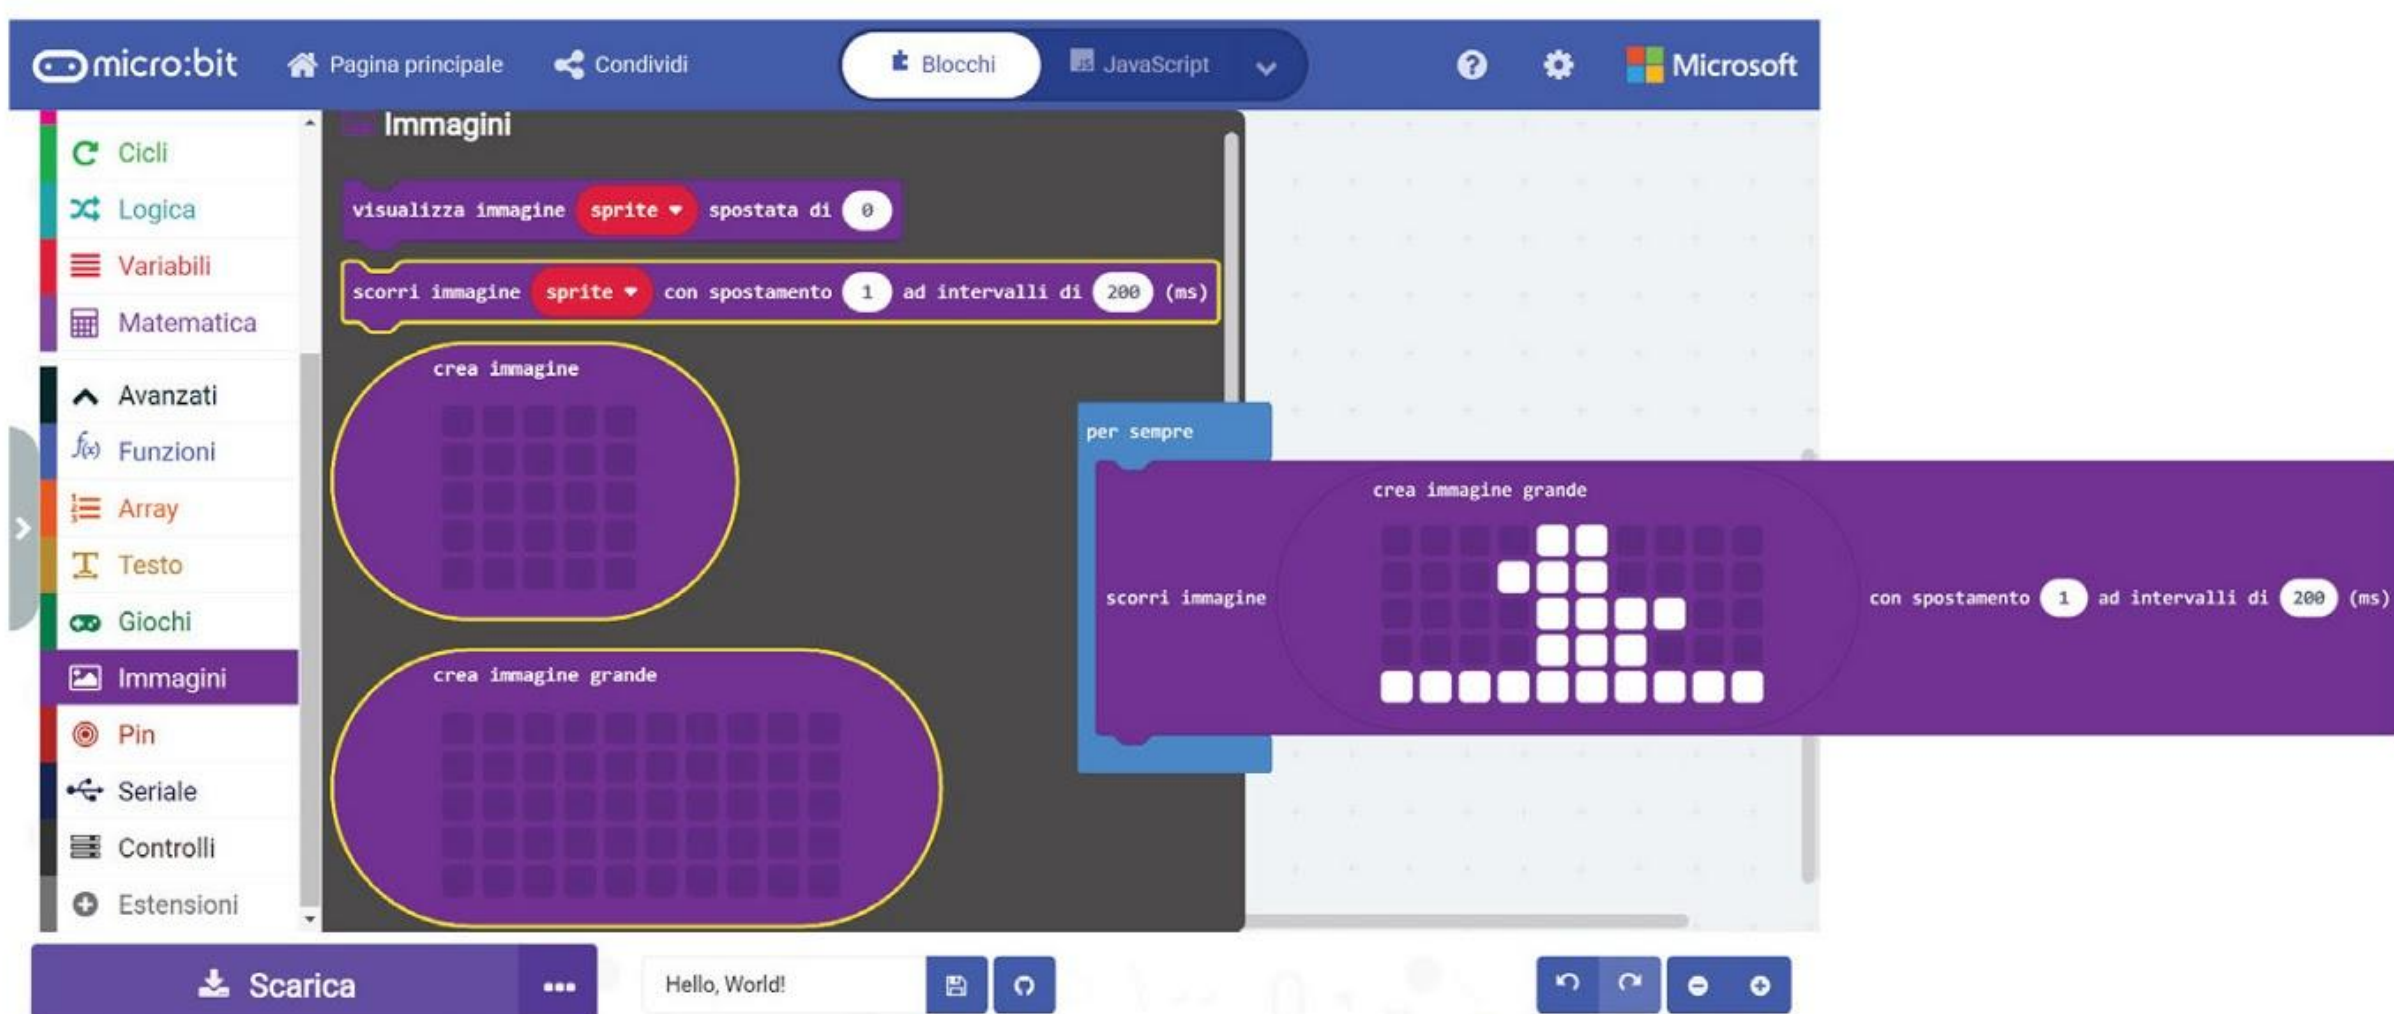 micro:bit Pagina principale Condividi Blocchi JS JavaScript ? Microsoft
Cicli
Logica
Variabili
Matematica
Avanzati
f(x) Funzioni
Array
Testo
Giochi
Immagini
Pin
Seriale
Controlli
Estensioni
Immagini
visualizza immagine sprite spostata di 0
scorri immagine sprite con spostamento 1 ad intervalli di 200 (ms)
crea immagine
crea immagine grande
per sempre
crea immagine grande
scorri immagine con spostamento 1 ad intervalli di 200 (ms)
Scarica ... Hello, World!